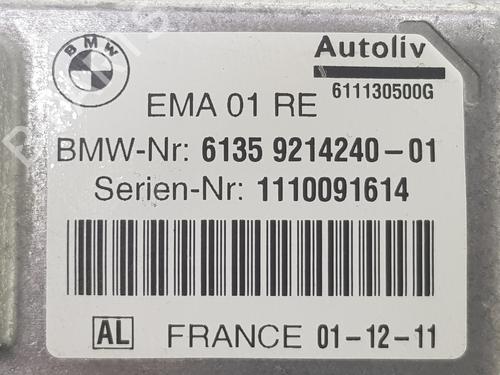 BMW
Autoliv
611130500G
EMA 01 RE
BMW-Nr: 6135 9214240-01
Serien-Nr: 1110091614
AL FRANCE 01-12-11